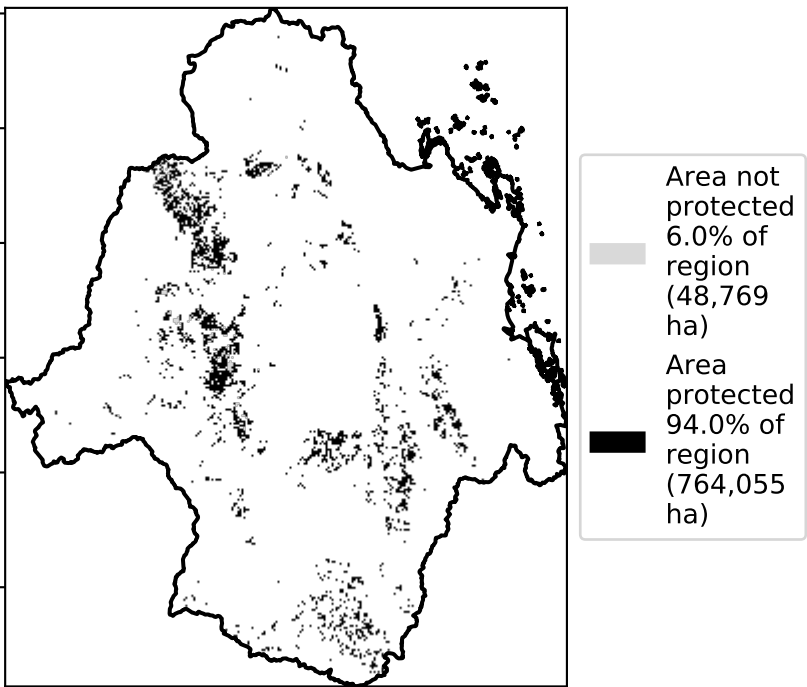 Area not
protected
6.0% of
region
(48,769
ha)
Area
protected
94.0% of
region
(764,055
ha)